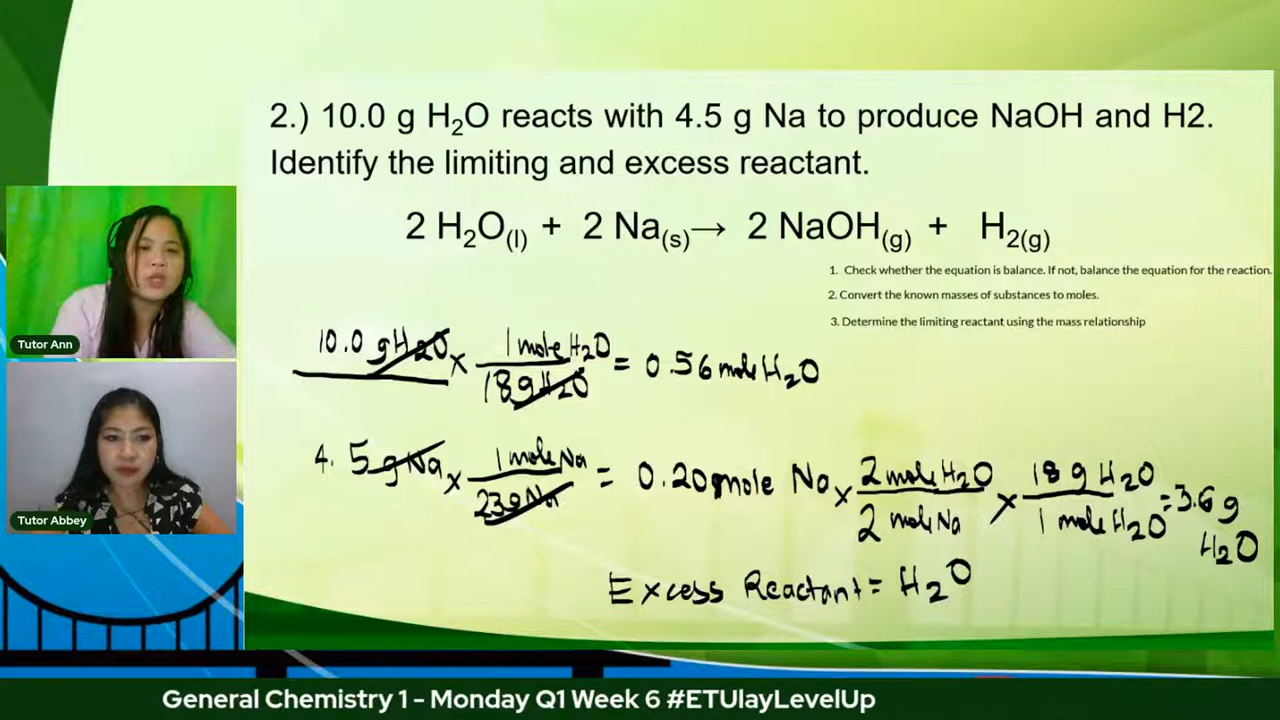 2.) 10.0 g H₂O reacts with 4.5 g Na to produce NaOH and H2.
Identify the limiting and excess reactant.
2 H₂O(l) + 2 Na(s) → 2 NaOH(g) + H₂(g)
1. Check whether the equation is balance. If not, balance the equation for the reaction.
2. Convert the known masses of substances to moles.
3. Determine the limiting reactant using the mass relationship
10.0 gH₂O x 1 mole H₂O / 18 g H₂O = 0.56 mole H₂O
4.5 g Na x 1 mole Na / 23 g Na = 0.20 mole Na x 2 mole H₂O / 2 mole Na x 18 g H₂O / 1 mole H₂O = 3.6 g H₂O
Excess Reactant = H₂O
Tutor Ann
Tutor Abbey
General Chemistry 1 - Monday Q1 Week 6 #ETUlayLevelUp